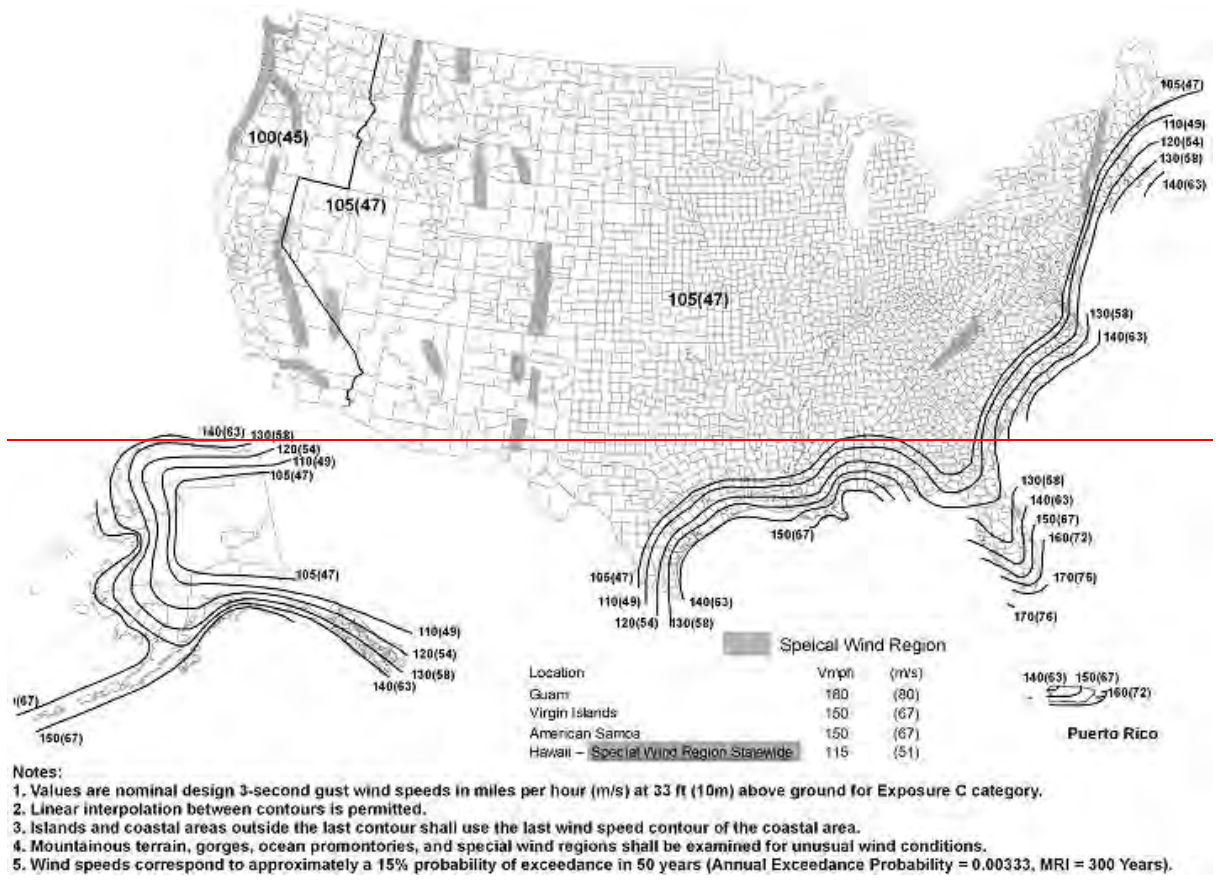 105(47)
110(49)
120(54)
130(58)
140(63)
100(45)
105(47)
105(47)
130(58)
140(63)
140(63) 130(58)
120(54)
110(49)
105(47)
130(58)
140(63)
150(67)
160(72)
150(67)
105(47)
105(47)
170(76)
110(49)
140(63)
120(54) 130(58)
170(76)
110(49)
120(54)
130(58)
140(63)
(67)
150(67)
Speical Wind Region
Location Vmph (m/s)
Guam 180 (80)
Virgin Islands 150 (67)
American Samoa 150 (67)
Hawaii – Special Wind Region Statewide 115 (51)
140(63) 150(67)
160(72)
Puerto Rico
Notes:
1. Values are nominal design 3-second gust wind speeds in miles per hour (m/s) at 33 ft (10m) above ground for Exposure C category.
2. Linear interpolation between contours is permitted.
3. Islands and coastal areas outside the last contour shall use the last wind speed contour of the coastal area.
4. Mountainous terrain, gorges, ocean promontories, and special wind regions shall be examined for unusual wind conditions.
5. Wind speeds correspond to approximately a 15% probability of exceedance in 50 years (Annual Exceedance Probability = 0.00333, MRI = 300 Years).